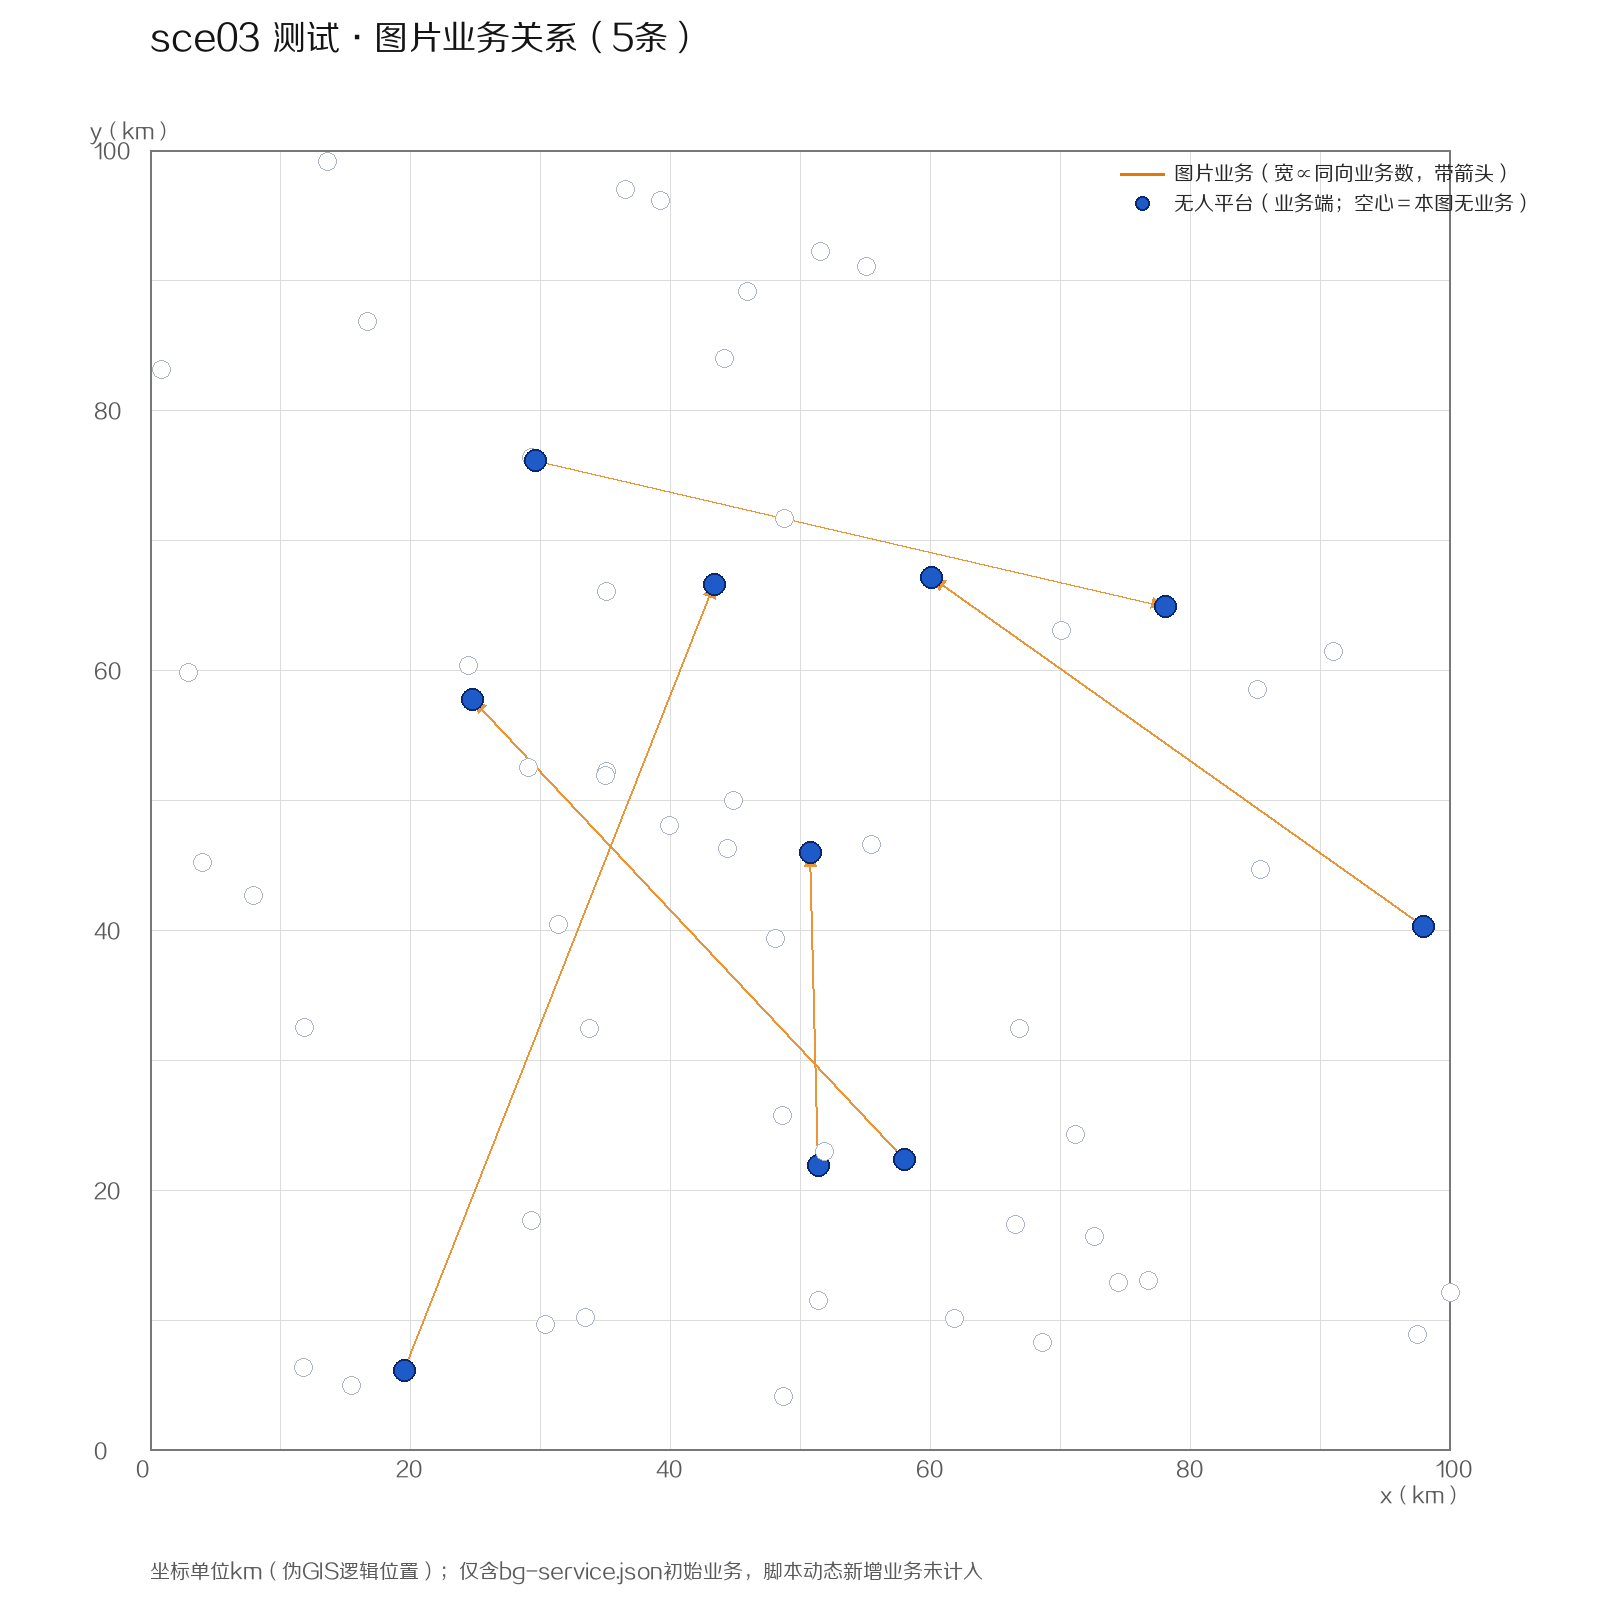 sce03 测试·图片业务关系（5条）
y（km）
100
图片业务（宽∝同向业务数，带箭头）
无人平台（业务端；空心＝本图无业务）
80
60
40
20
0
0 20 40 60 80 100
x（km）
坐标单位km（伪GIS逻辑位置）；仅含bg-service.json初始业务，脚本动态新增业务未计入